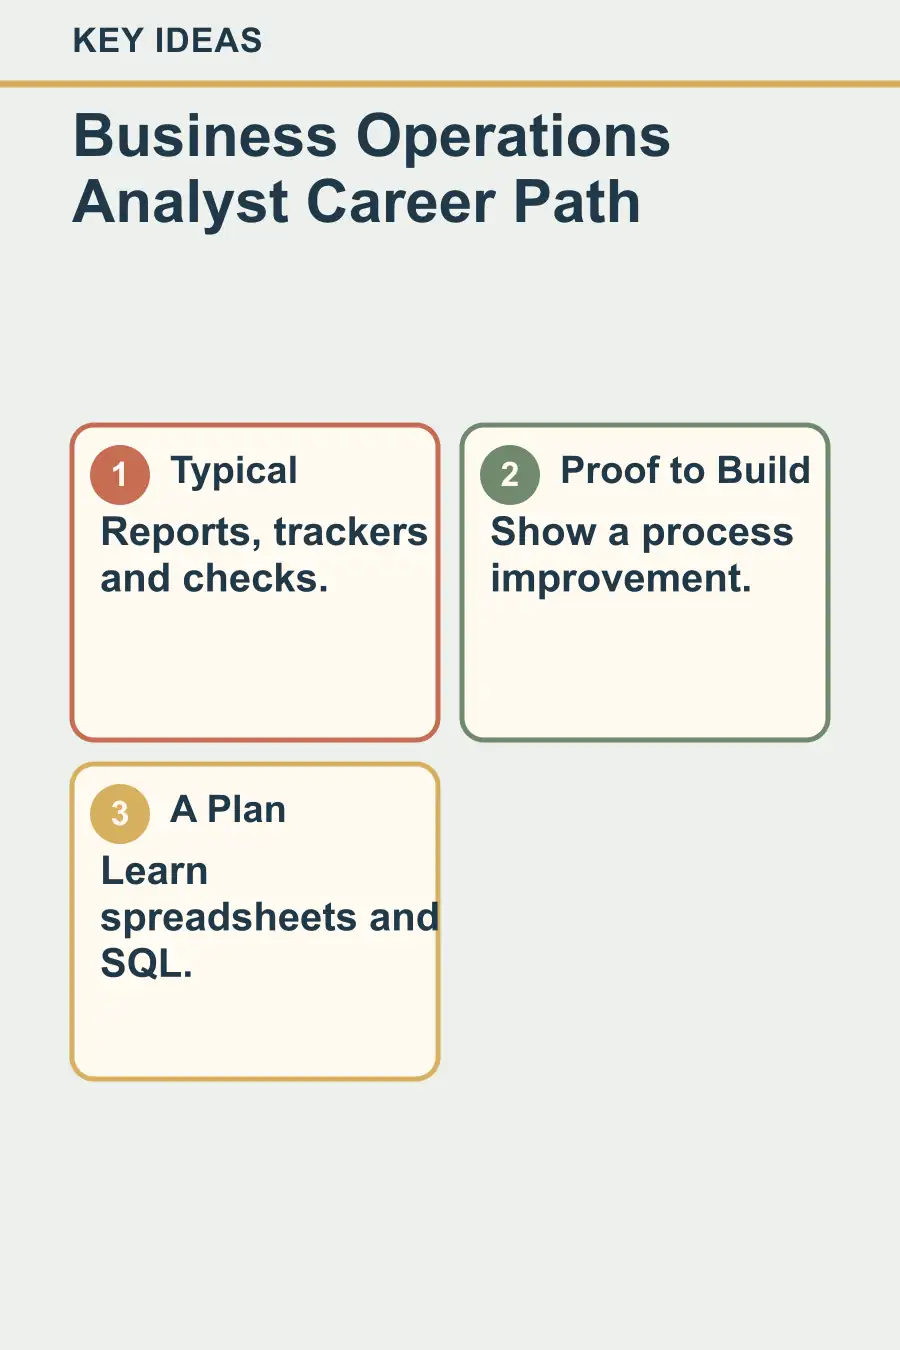 KEY IDEAS
Business Operations
Analyst Career Path
1 Typical
Reports, trackers
and checks.
2 Proof to Build
Show a process
improvement.
3 A Plan
Learn
spreadsheets and
SQL.